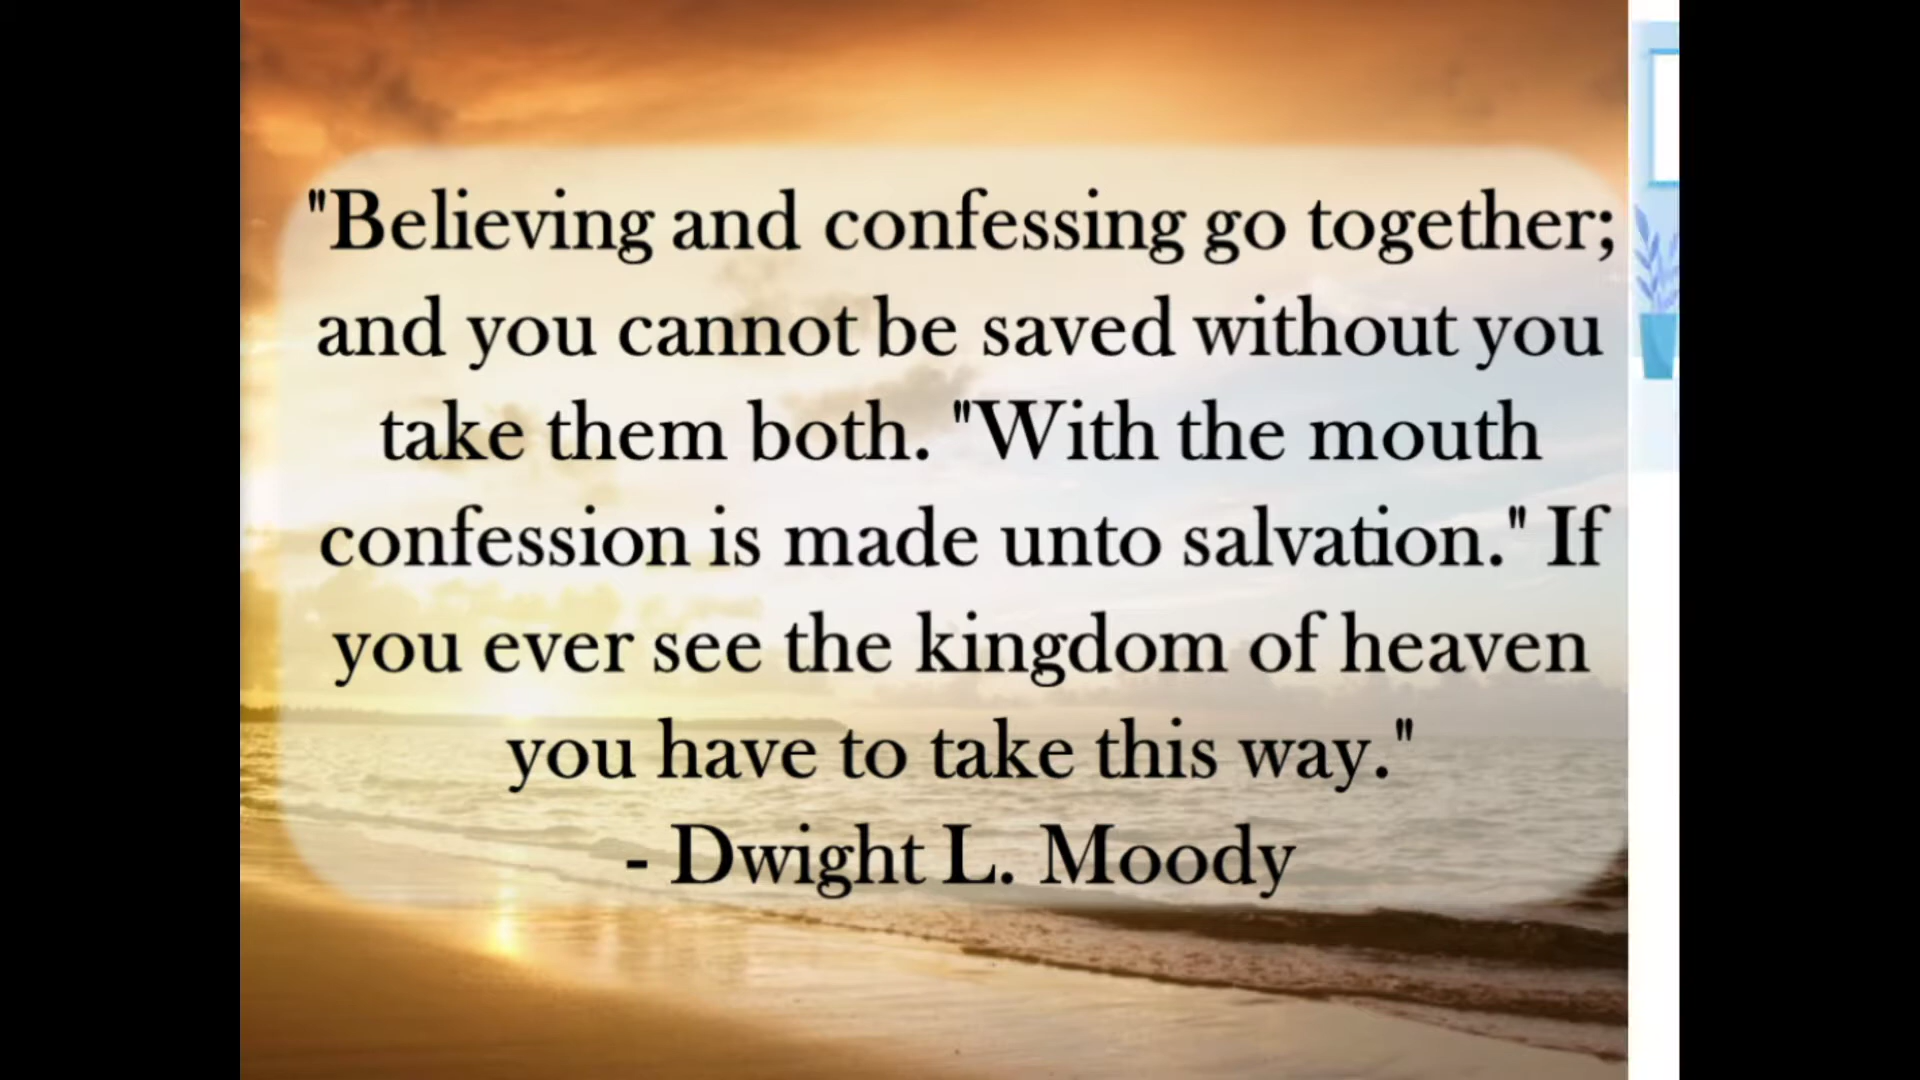 "Believing and confessing go together;
and you cannot be saved without you
take them both. "With the mouth
confession is made unto salvation." If
you ever see the kingdom of heaven
you have to take this way."
- Dwight L. Moody